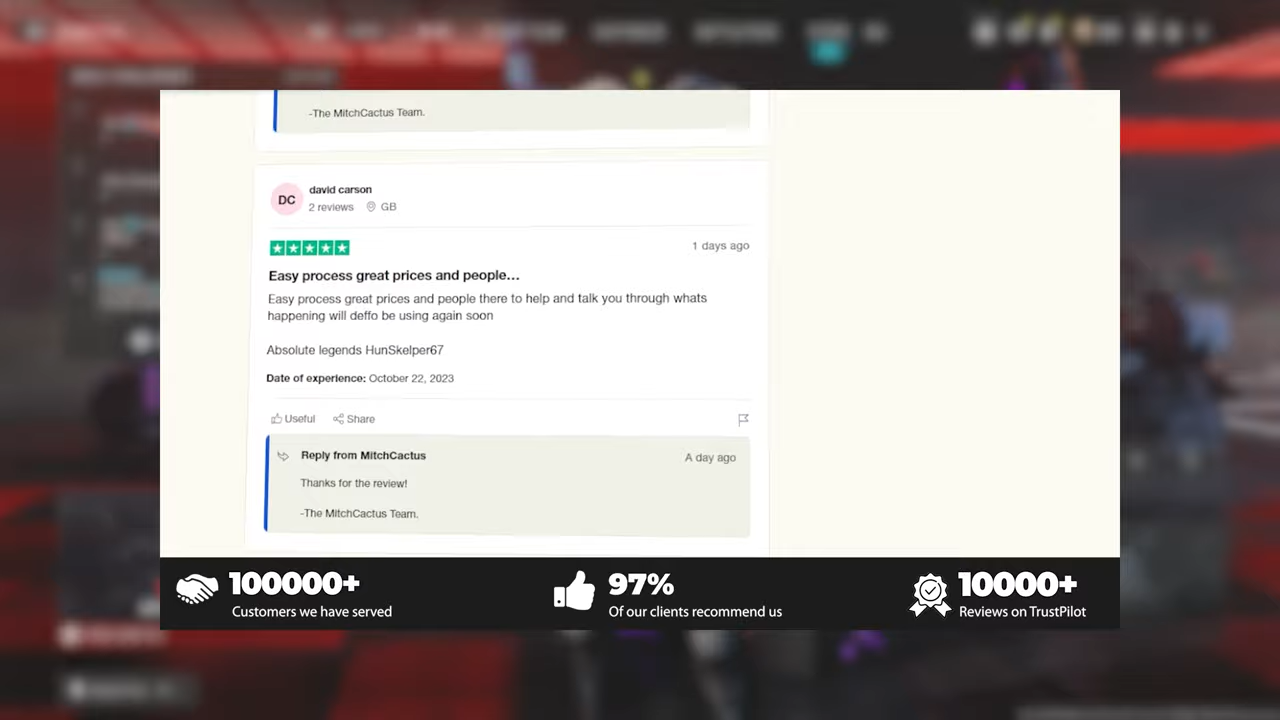 -The MitchCactus Team.
DC
david carson
2 reviews GB
1 days ago
Easy process great prices and people…
Easy process great prices and people there to help and talk you through whats
happening will deffo be using again soon
Absolute legends HunSkelper67
Date of experience: October 22, 2023
Useful Share
Reply from MitchCactus
A day ago
Thanks for the review!
-The MitchCactus Team.
100000+
Customers we have served
97%
Of our clients recommend us
10000+
Reviews on TrustPilot